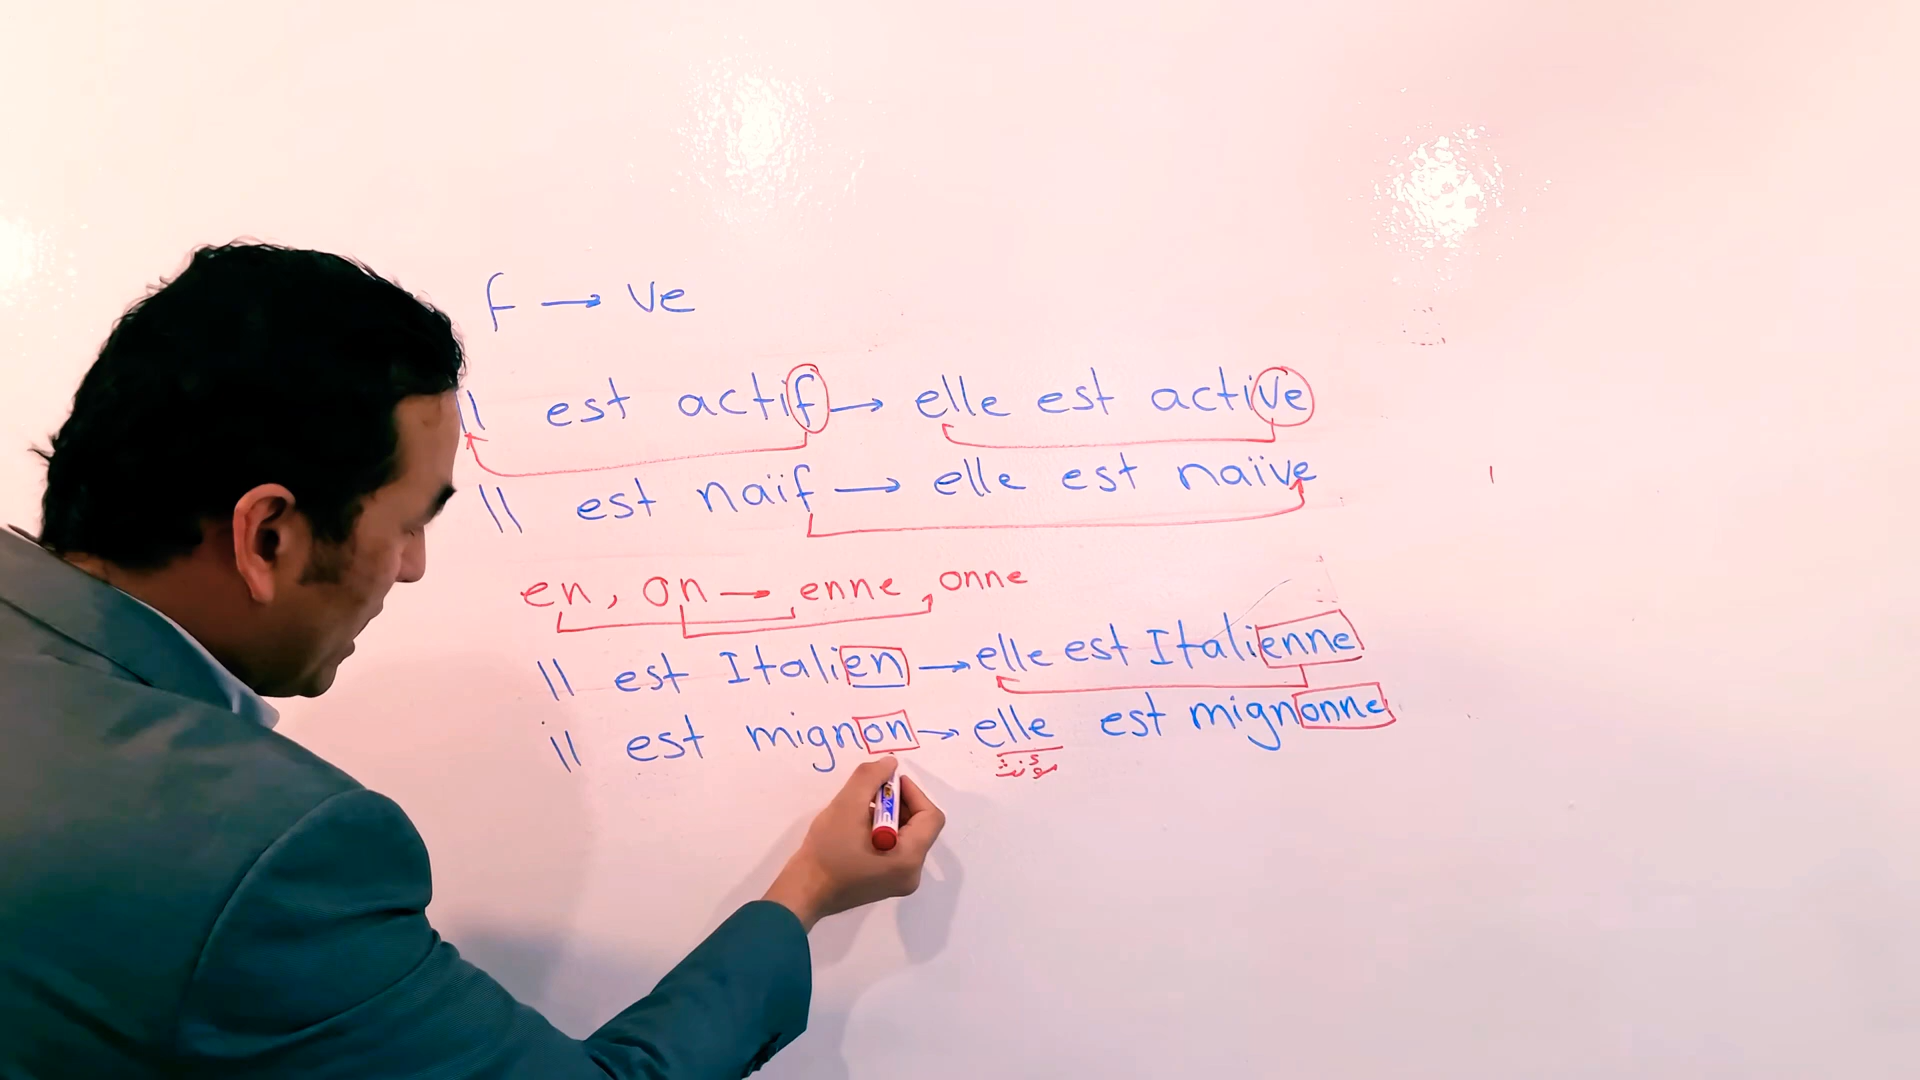 f → ve
Il est actif → elle est active
Il est naïf → elle est naïve
en, on → enne, onne
Il est Italien → elle est Italienne
il est mignon → elle est mignonne
مؤنث